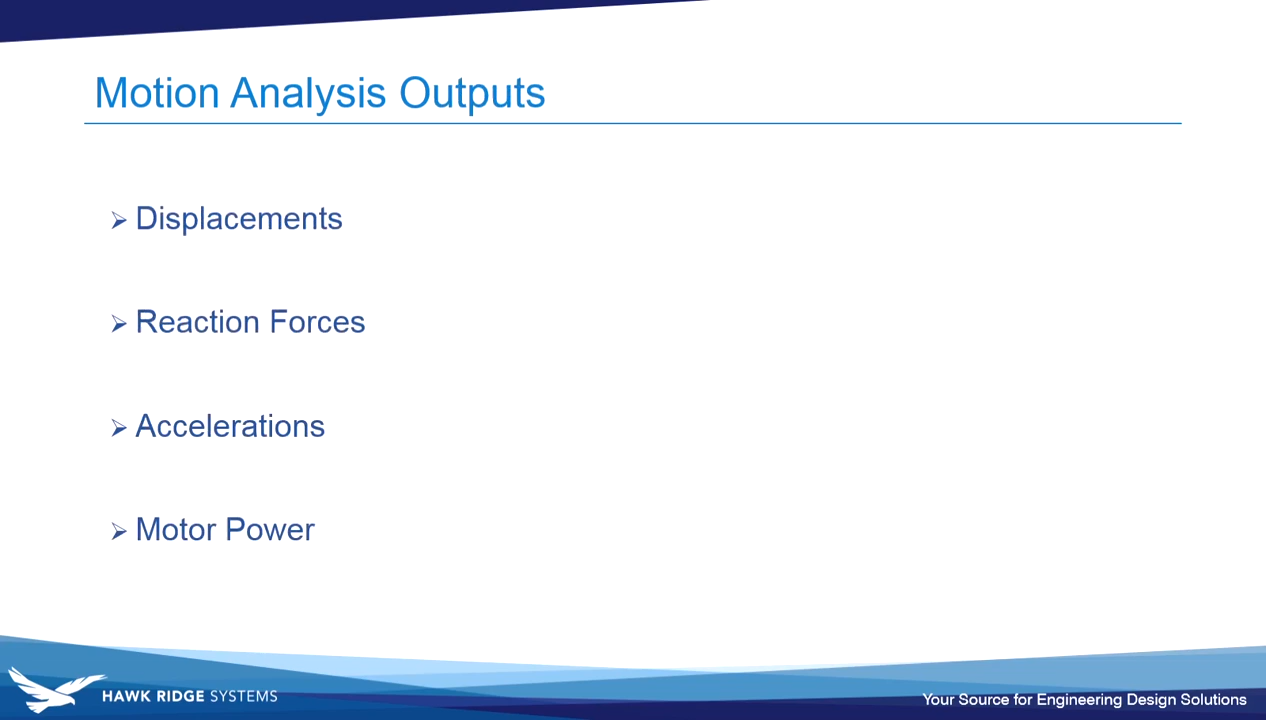 Motion Analysis Outputs
Displacements
Reaction Forces
Accelerations
Motor Power
HAWK RIDGE SYSTEMS
Your Source for Engineering Design Solutions